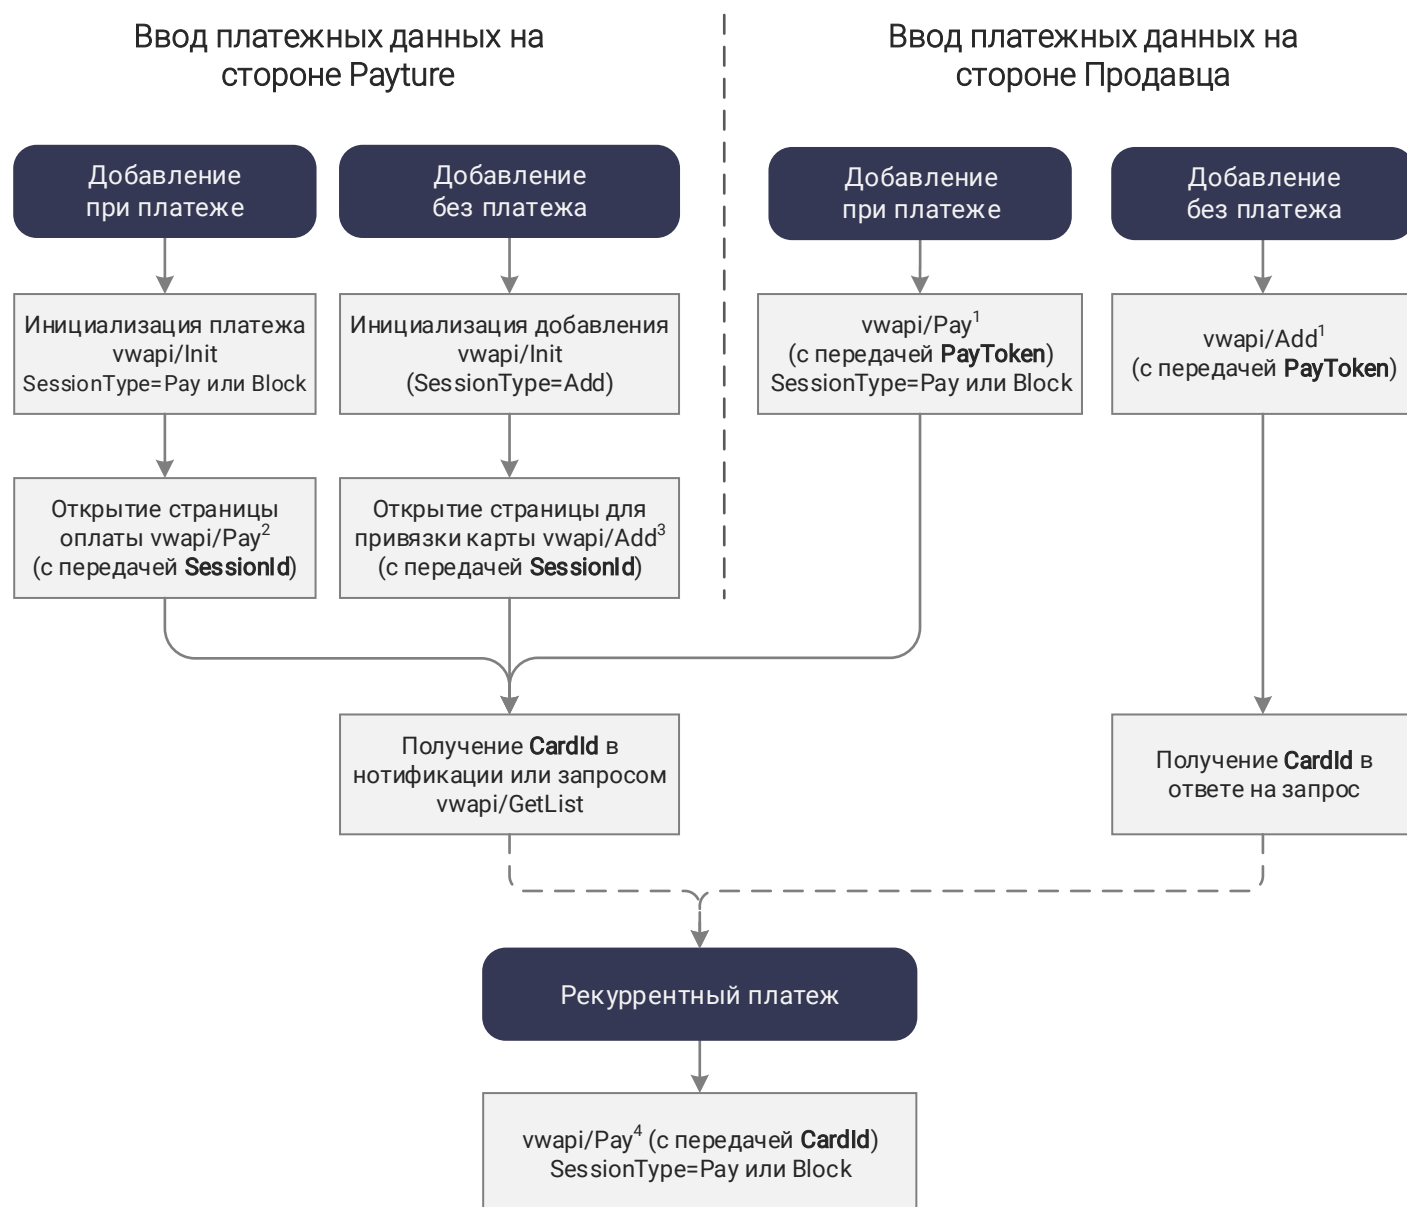 Ввод платежных данных на
стороне Payture
Ввод платежных данных на
стороне Продавца
Добавление
при платеже
Добавление
без платежа
Добавление
при платеже
Добавление
без платежа
Инициализация платежа
vwapi/Init
SessionType=Pay или Block
Инициализация добавления
vwapi/Init
(SessionType=Add)
vwapi/Pay¹
(с передачей PayToken)
SessionType=Pay или Block
vwapi/Add¹
(с передачей PayToken)
Открытие страницы
оплаты vwapi/Pay²
(с передачей SessionId)
Открытие страницы для
привязки карты vwapi/Add³
(с передачей SessionId)
Получение CardId в
нотификации или запросом
vwapi/GetList
Получение CardId в
ответе на запрос
Рекуррентный платеж
vwapi/Pay⁴ (с передачей CardId)
SessionType=Pay или Block